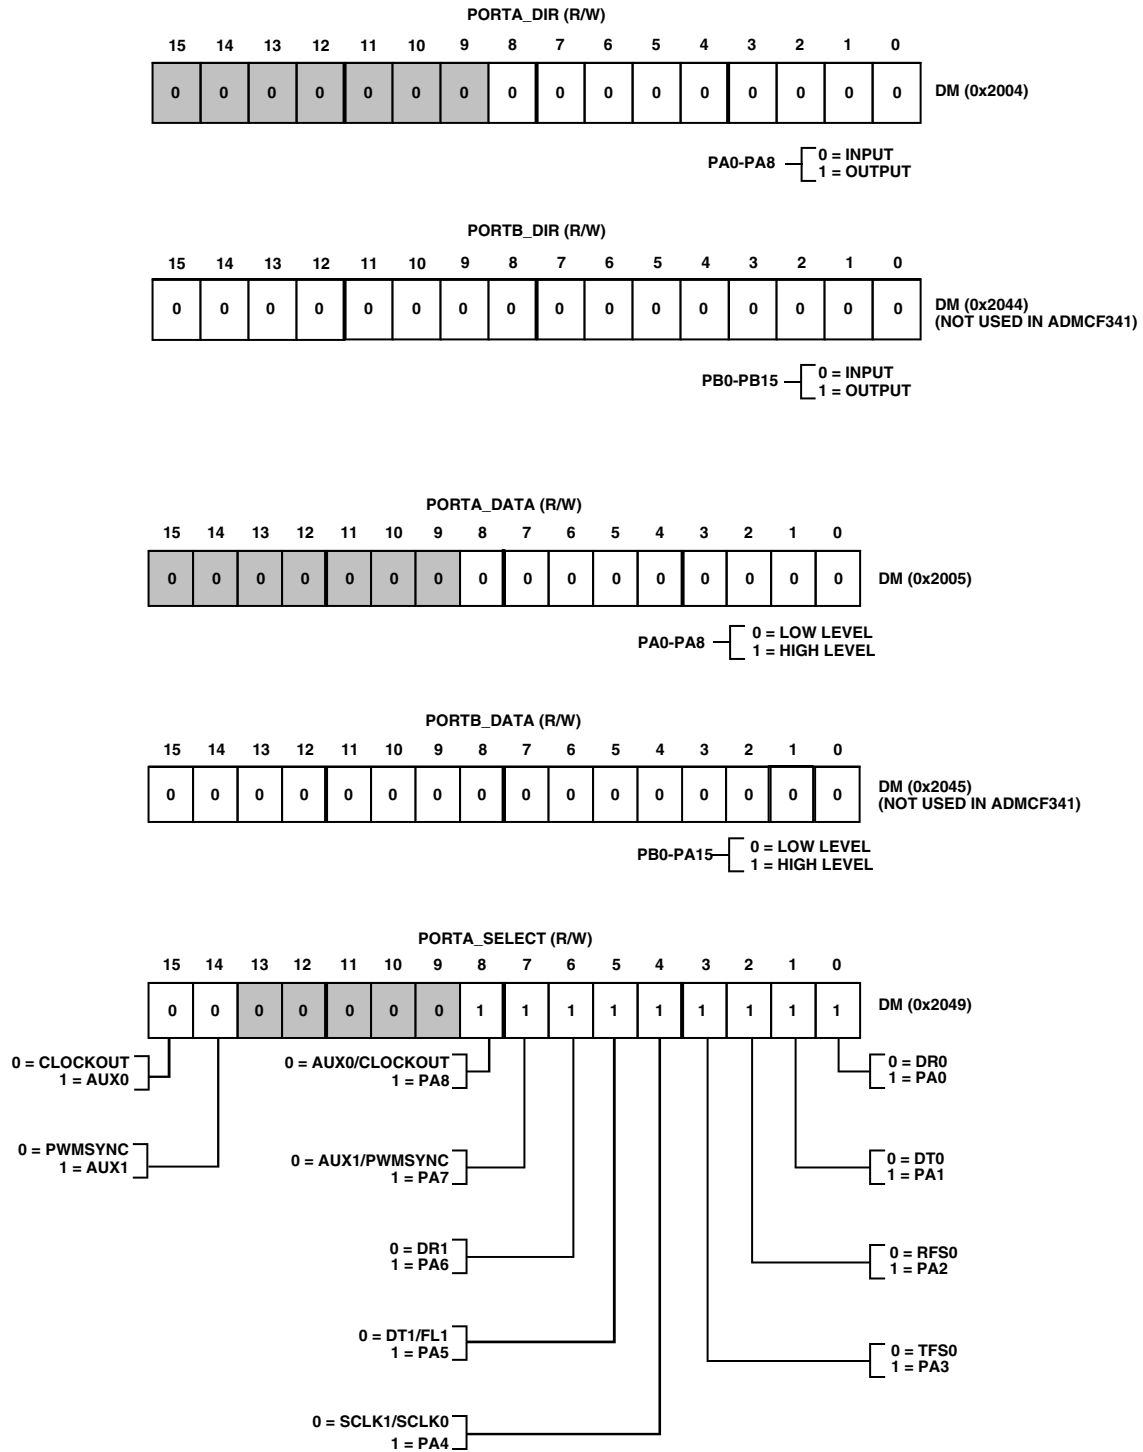 PORTA_DIR (R/W)
15 14 13 12 11 10 9 8 7 6 5 4 3 2 1 0
0 0 0 0 0 0 0 0 0 0 0 0 0 0 0 0 DM (0x2004)
PA0-PA8 0 = INPUT
1 = OUTPUT
PORTB_DIR (R/W)
15 14 13 12 11 10 9 8 7 6 5 4 3 2 1 0
0 0 0 0 0 0 0 0 0 0 0 0 0 0 0 0 DM (0x2044)
(NOT USED IN ADMCF341)
PB0-PB15 0 = INPUT
1 = OUTPUT
PORTA_DATA (R/W)
15 14 13 12 11 10 9 8 7 6 5 4 3 2 1 0
0 0 0 0 0 0 0 0 0 0 0 0 0 0 0 0 DM (0x2005)
PA0-PA8 0 = LOW LEVEL
1 = HIGH LEVEL
PORTB_DATA (R/W)
15 14 13 12 11 10 9 8 7 6 5 4 3 2 1 0
0 0 0 0 0 0 0 0 0 0 0 0 0 0 0 0 DM (0x2045)
(NOT USED IN ADMCF341)
PB0-PA15 0 = LOW LEVEL
1 = HIGH LEVEL
PORTA_SELECT (R/W)
15 14 13 12 11 10 9 8 7 6 5 4 3 2 1 0
0 0 0 0 0 0 0 1 1 1 1 1 1 1 1 1 DM (0x2049)
0 = CLOCKOUT
1 = AUX0
0 = AUX0/CLOCKOUT
1 = PA8
0 = DR0
1 = PA0
0 = PWMSYNC
1 = AUX1
0 = AUX1/PWMSYNC
1 = PA7
0 = DT0
1 = PA1
0 = DR1
1 = PA6
0 = RFS0
1 = PA2
0 = DT1/FL1
1 = PA5
0 = TFS0
1 = PA3
0 = SCLK1/SCLK0
1 = PA4